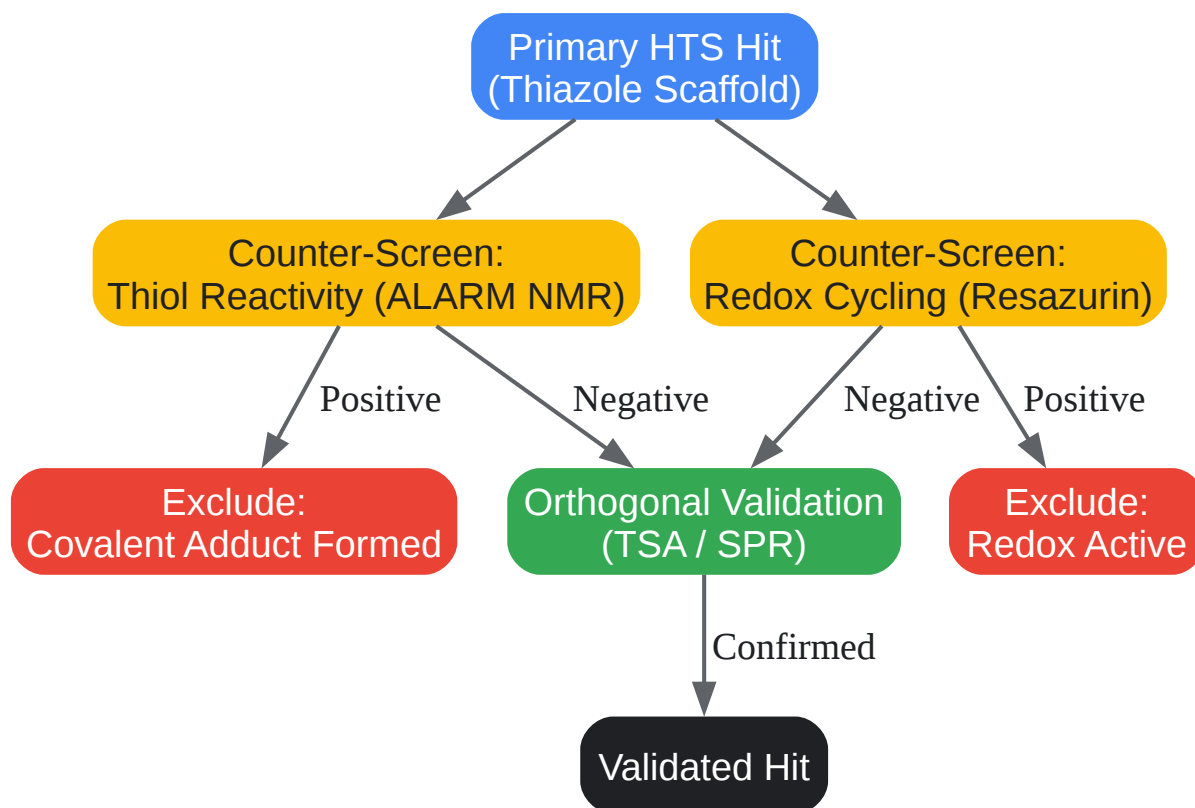 Primary HTS Hit
(Thiazole Scaffold)
Counter-Screen:
Thiol Reactivity (ALARM NMR)
Counter-Screen:
Redox Cycling (Resazurin)
Positive
Negative
Negative
Positive
Exclude:
Covalent Adduct Formed
Orthogonal Validation
(TSA / SPR)
Exclude:
Redox Active
Confirmed
Validated Hit